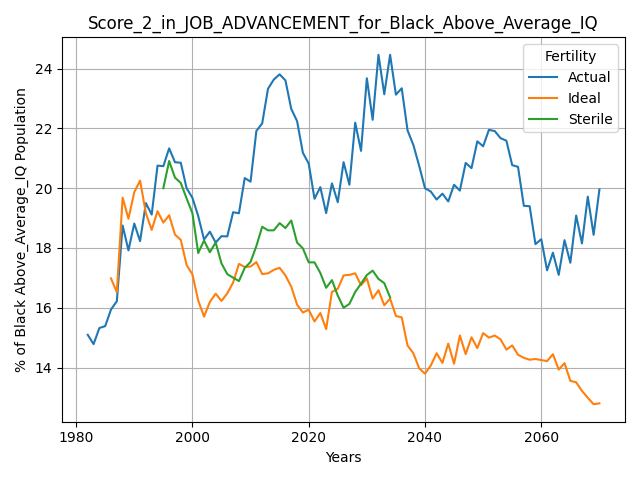 Score_2_in_JOB_ADVANCEMENT_for_Black_Above_Average_IQ
% of Black Above_Average_IQ Population
24
22
20
18
16
14
Fertility
Actual
Ideal
Sterile
1980
2000
2020
2040
2060
Years